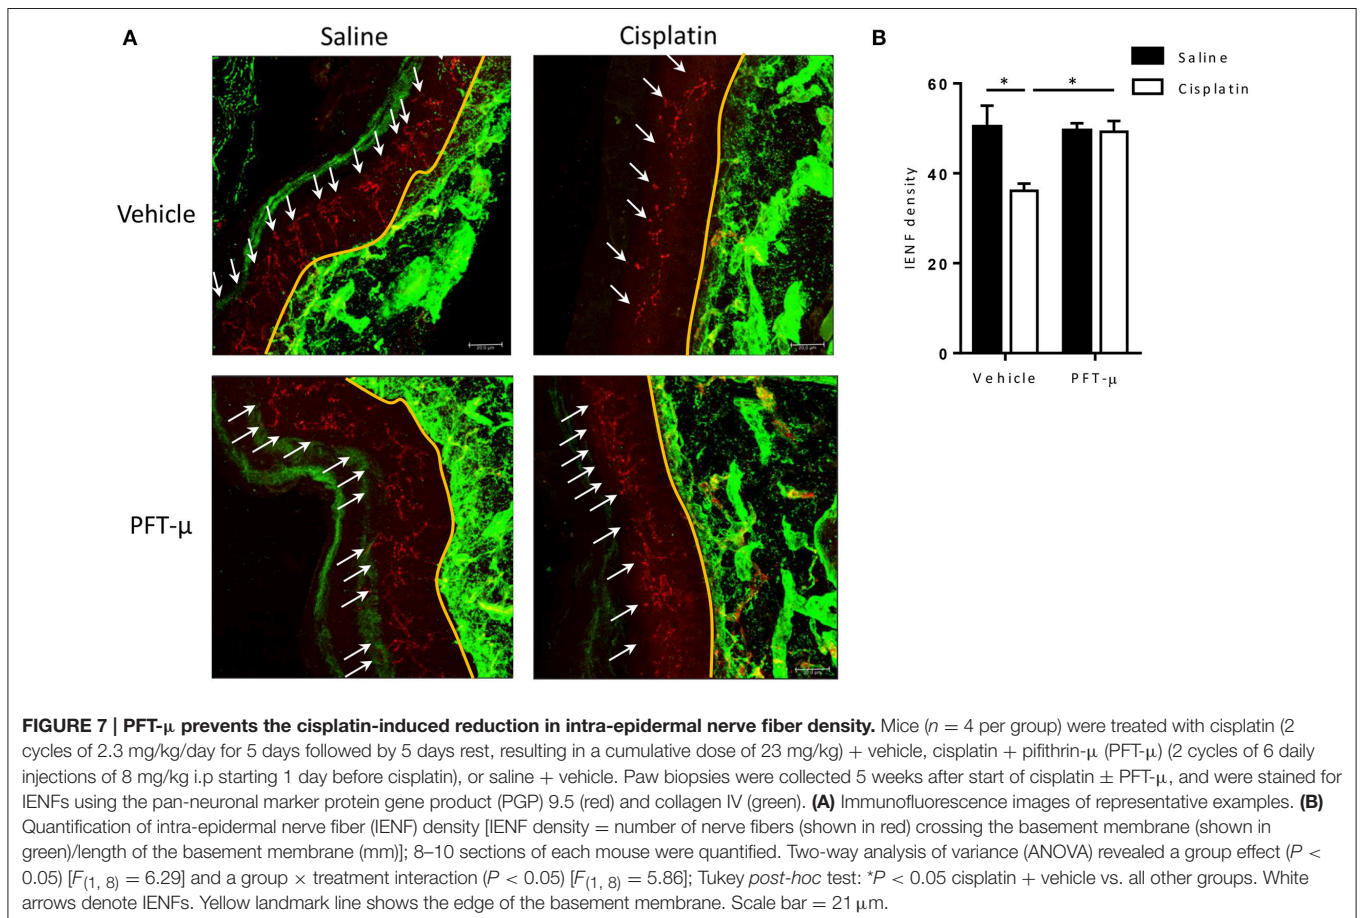 A
Saline
Cisplatin
Vehicle
PFT-μ
20.0 μm
20.0 μm
20.0 μm
B
Saline
Cisplatin
* *
60
40
20
0
IENF density
Vehicle PFT-μ
FIGURE 7 | PFT-μ prevents the cisplatin-induced reduction in intra-epidermal nerve fiber density. Mice (n = 4 per group) were treated with cisplatin (2
cycles of 2.3 mg/kg/day for 5 days followed by 5 days rest, resulting in a cumulative dose of 23 mg/kg) + vehicle, cisplatin + pifithrin-μ (PFT-μ) (2 cycles of 6 daily
injections of 8 mg/kg i.p starting 1 day before cisplatin), or saline + vehicle. Paw biopsies were collected 5 weeks after start of cisplatin ± PFT-μ, and were stained for
IENFs using the pan-neuronal marker protein gene product (PGP) 9.5 (red) and collagen IV (green). (A) Immunofluorescence images of representative examples. (B)
Quantification of intra-epidermal nerve fiber (IENF) density [IENF density = number of nerve fibers (shown in red) crossing the basement membrane (shown in
green)/length of the basement membrane (mm)]; 8–10 sections of each mouse were quantified. Two-way analysis of variance (ANOVA) revealed a group effect (P <
0.05) [F(1, 8) = 6.29] and a group × treatment interaction (P < 0.05) [F(1, 8) = 5.86]; Tukey post-hoc test: *P < 0.05 cisplatin + vehicle vs. all other groups. White
arrows denote IENFs. Yellow landmark line shows the edge of the basement membrane. Scale bar = 21 μm.